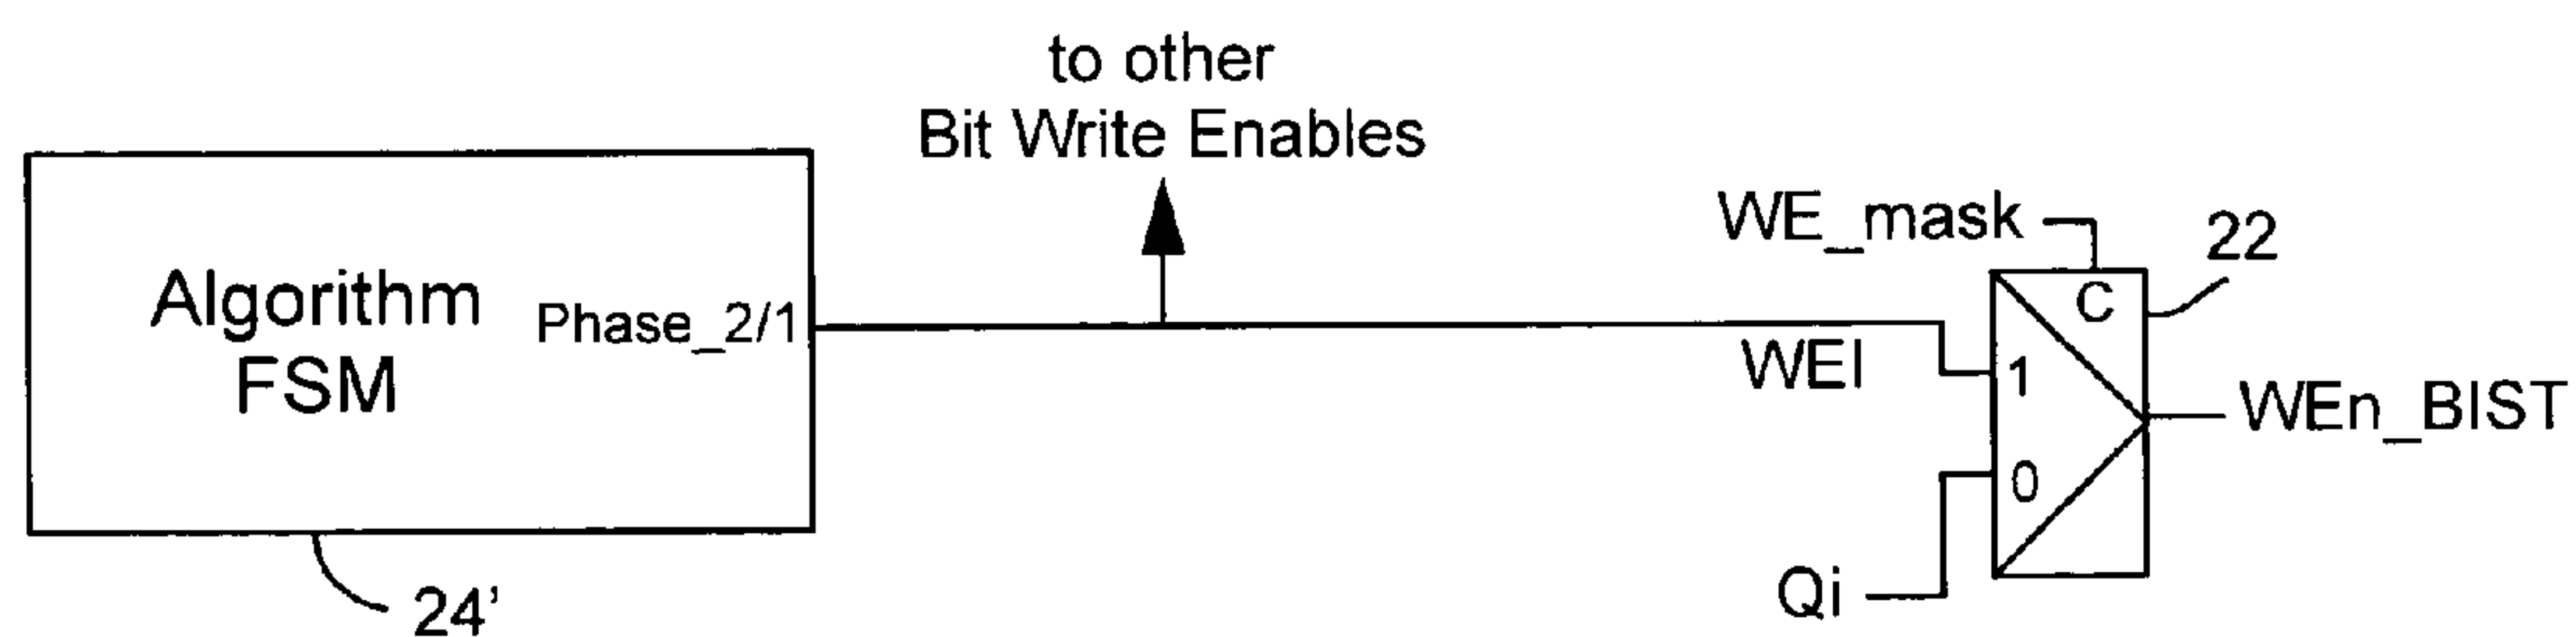 to other
Bit Write Enables
WE_mask
22
C
Algorithm
FSM
Phase_2/1
WEI
1
WEn_BIST
0
Qi
24'